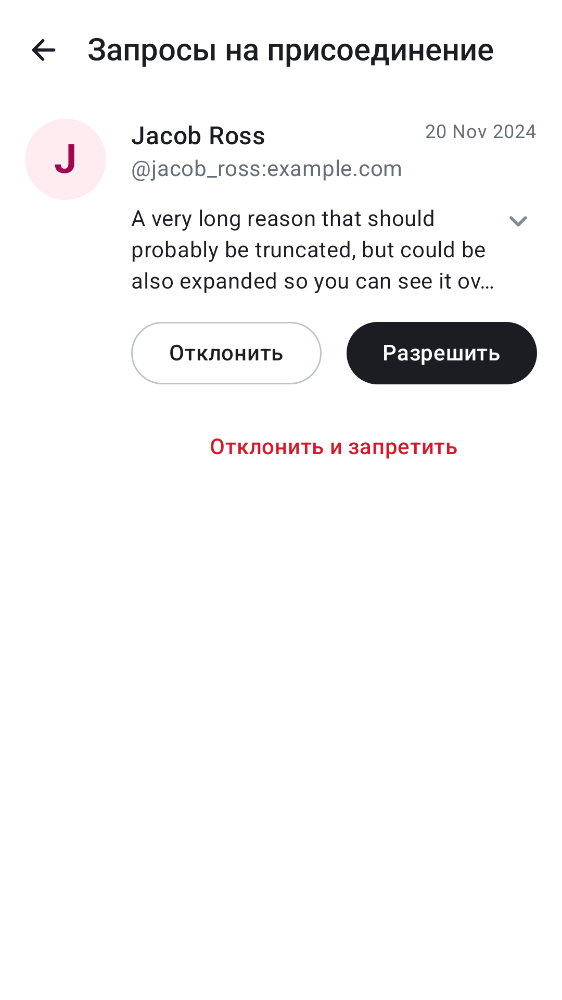 Запросы на присоединение
J
Jacob Ross
20 Nov 2024
@jacob_ross:example.com
A very long reason that should
probably be truncated, but could be
also expanded so you can see it ov…
Отклонить
Разрешить
Отклонить и запретить